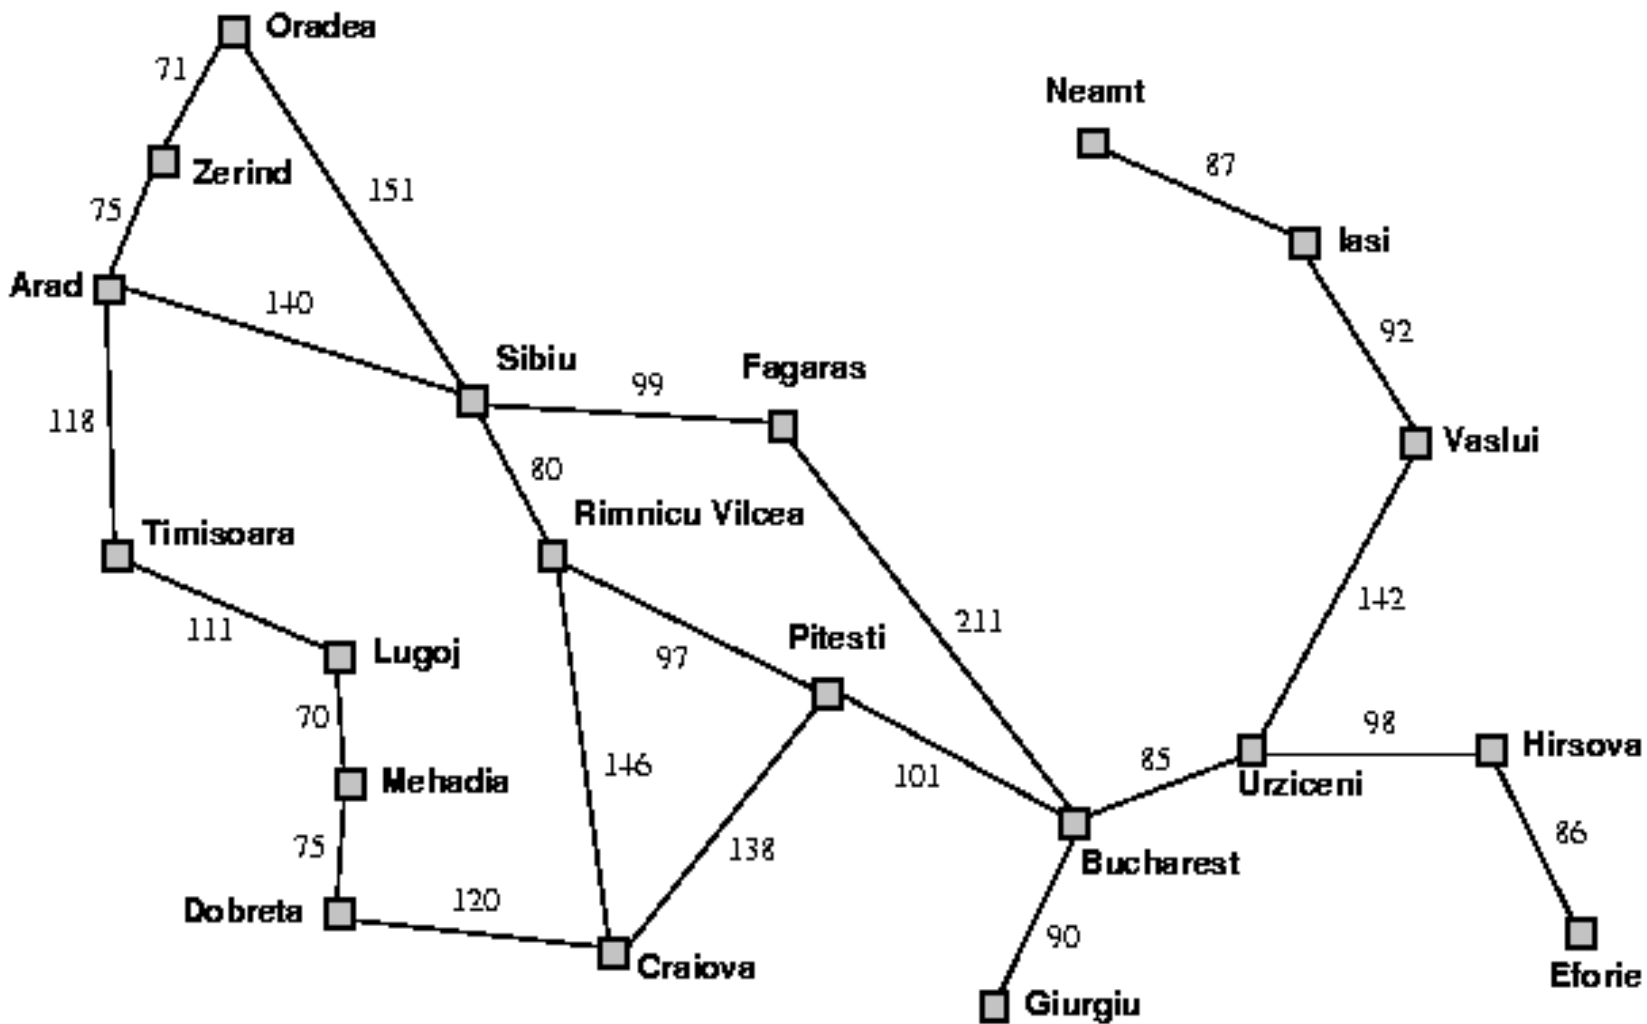 Oradea
71
Neamt
87
Zerind
151
75
Iasi
Arad
140
92
Sibiu
99
Fagaras
118
Vaslui
80
Timisoara
Rimnicu Vilcea
142
211
111
Lugoj
97
Pitesti
70
98
Hirsova
146
85
Mehadia
101
Urziceni
75
138
86
Bucharest
Dobreta
120
90
Craiova
Eforie
Giurgiu